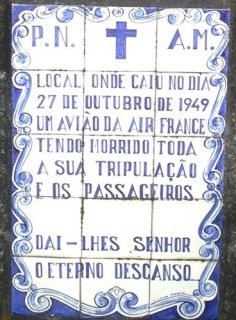 P.N. A.M.
LOCAL ONDE CAIU NO DIA
27 DE OUTUBRO DE 1949
UM AVIÃO DA AIR FRANCE
TENDO MORRIDO TODA
A SUA TRIPULAÇÃO
E OS PASSAGEIROS.
DAI-LHES SENHOR
O ETERNO DESCANSO...